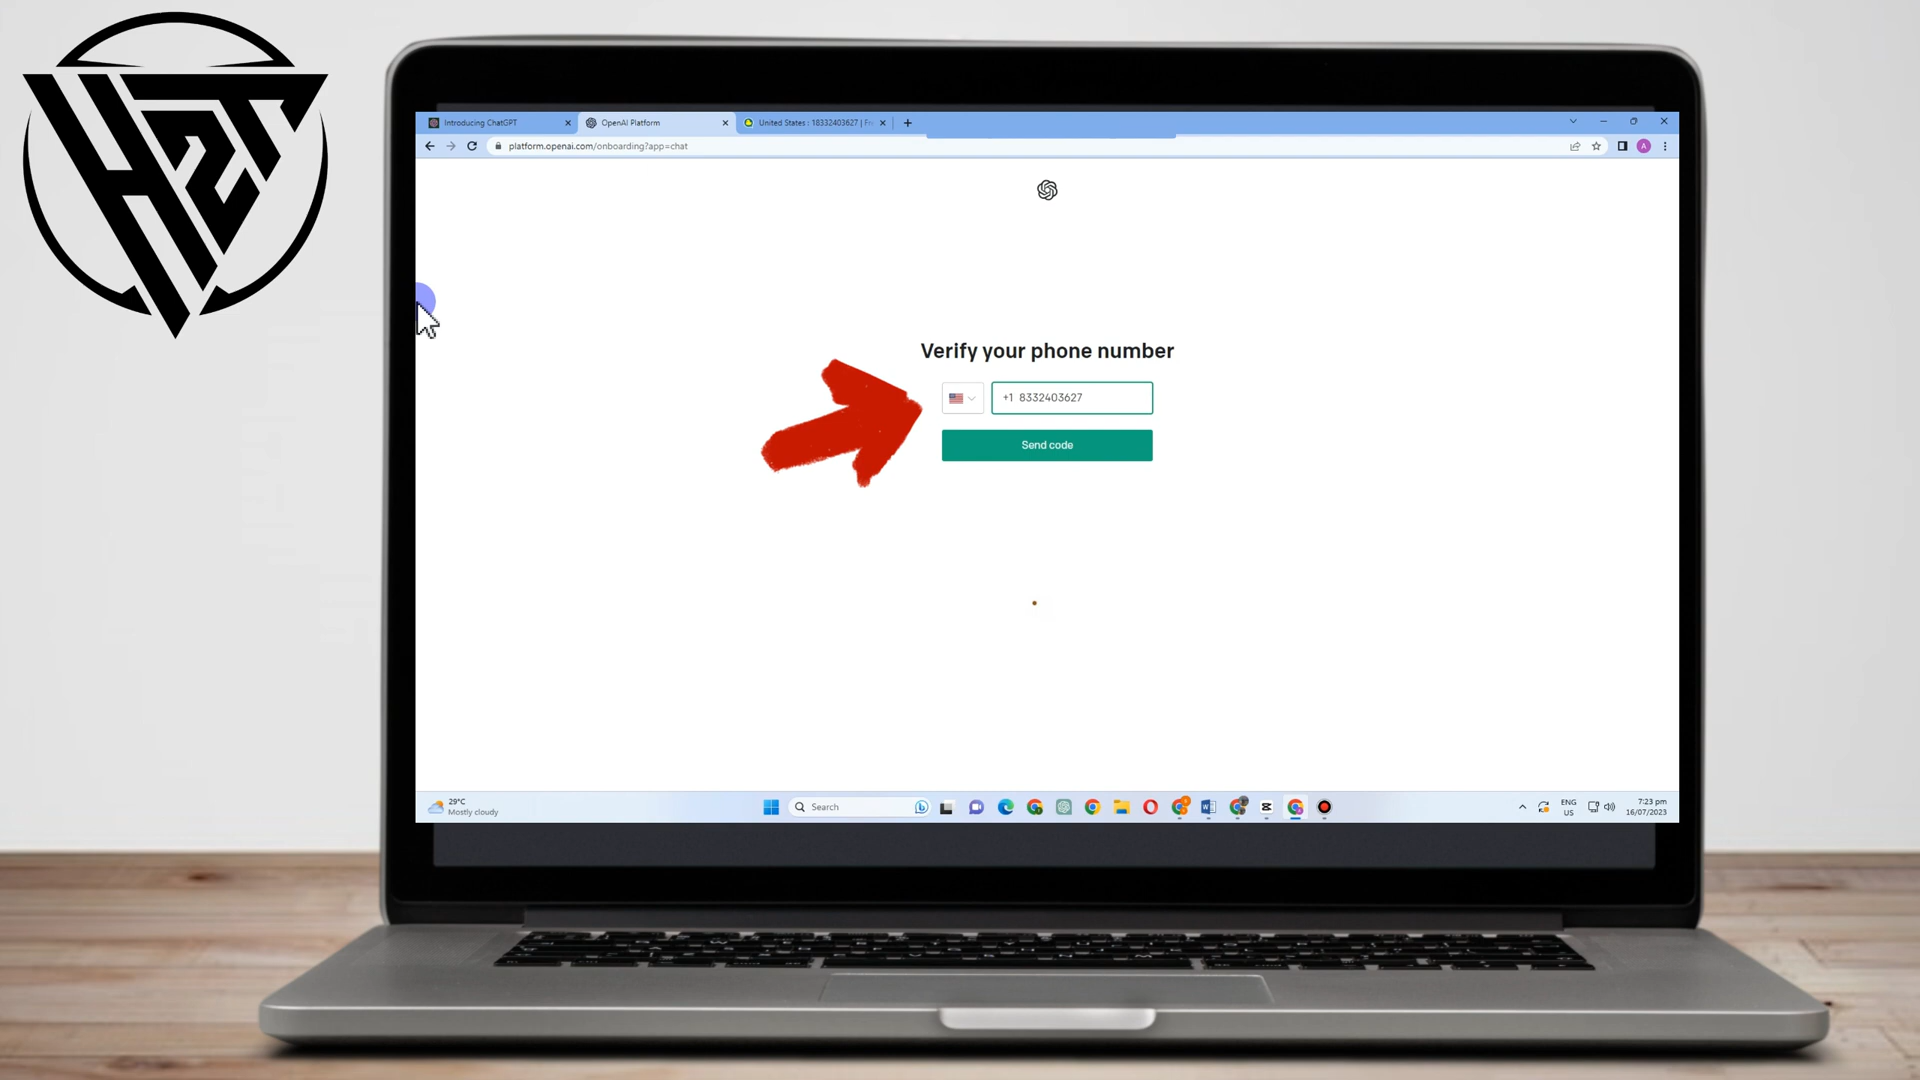 H2T
Introducing ChatGPT
OpenAI Platform
United States : 18332403627 | Fr
platform.openai.com/onboarding?app=chat
A
Verify your phone number
+1 8332403627
Send code
29°C
Mostly cloudy
Search
ENG
US
7:23 pm
16/07/2023